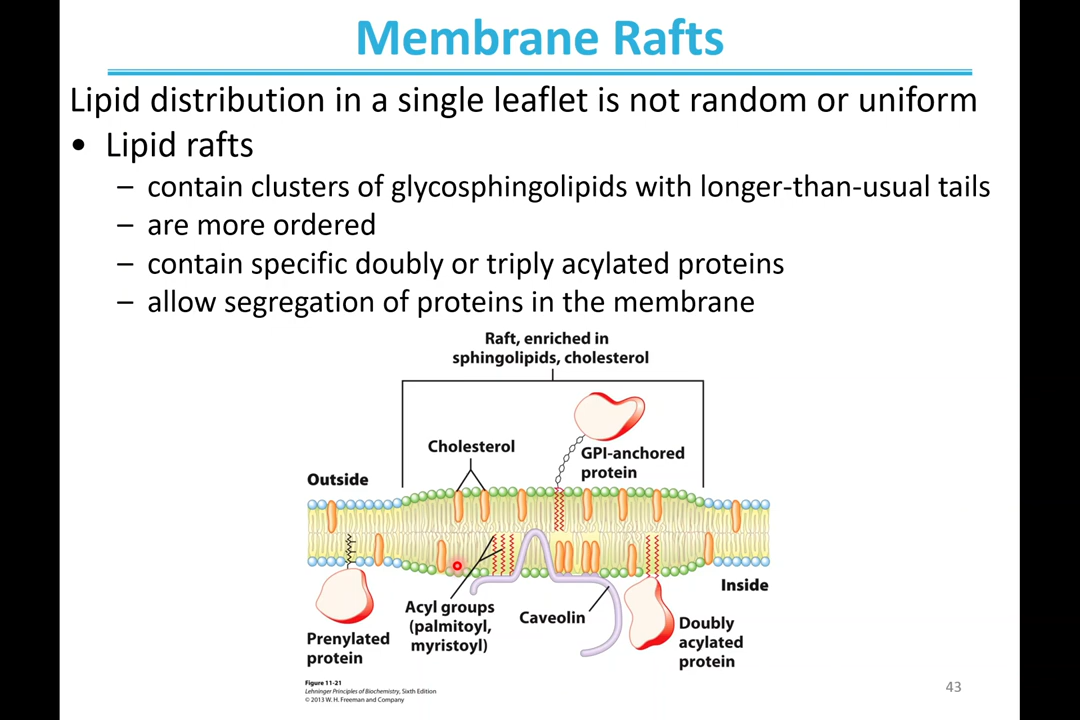 Membrane Rafts
Lipid distribution in a single leaflet is not random or uniform
• Lipid rafts
– contain clusters of glycosphingolipids with longer-than-usual tails
– are more ordered
– contain specific doubly or triply acylated proteins
– allow segregation of proteins in the membrane
Raft, enriched in
sphingolipids, cholesterol
Cholesterol
GPI-anchored
protein
Outside
Inside
Acyl groups
(palmitoyl,
myristoyl)
Caveolin
Prenylated
protein
Doubly
acylated
protein
Figure 11-21
Lehninger Principles of Biochemistry, Sixth Edition
© 2013 W. H. Freeman and Company
43